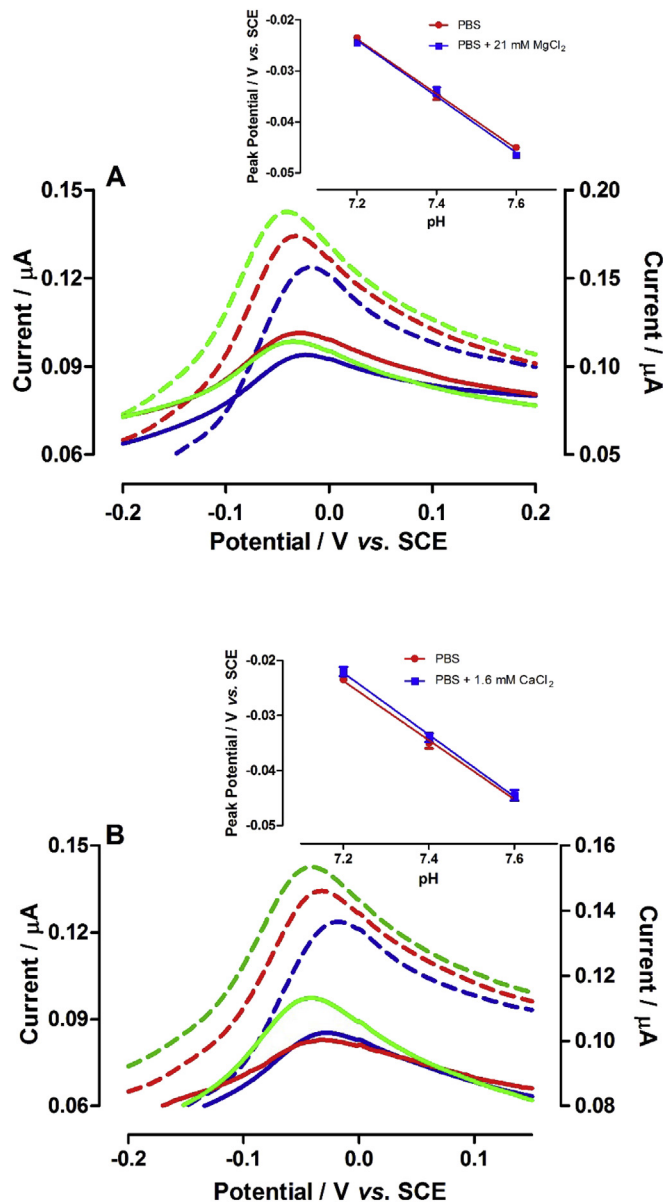 -0.02
-0.03
-0.04
-0.05
Peak Potential / V vs. SCE
PBS
PBS + 21 mM MgCl2
7.2 7.4 7.6
pH
A
0.15
0.12
0.09
0.06
Current / μA
0.20
0.15
0.10
0.05
Current / μA
-0.2 -0.1 0.0 0.1 0.2
Potential / V vs. SCE
-0.02
-0.03
-0.04
-0.05
Peak Potential / V vs. SCE
PBS
PBS + 1.6 mM CaCl2
7.2 7.4 7.6
pH
B
0.15
0.12
0.09
0.06
Current / μA
0.16
0.14
0.12
0.10
0.08
Current / μA
-0.2 -0.1 0.0 0.1
Potential / V vs. SCE